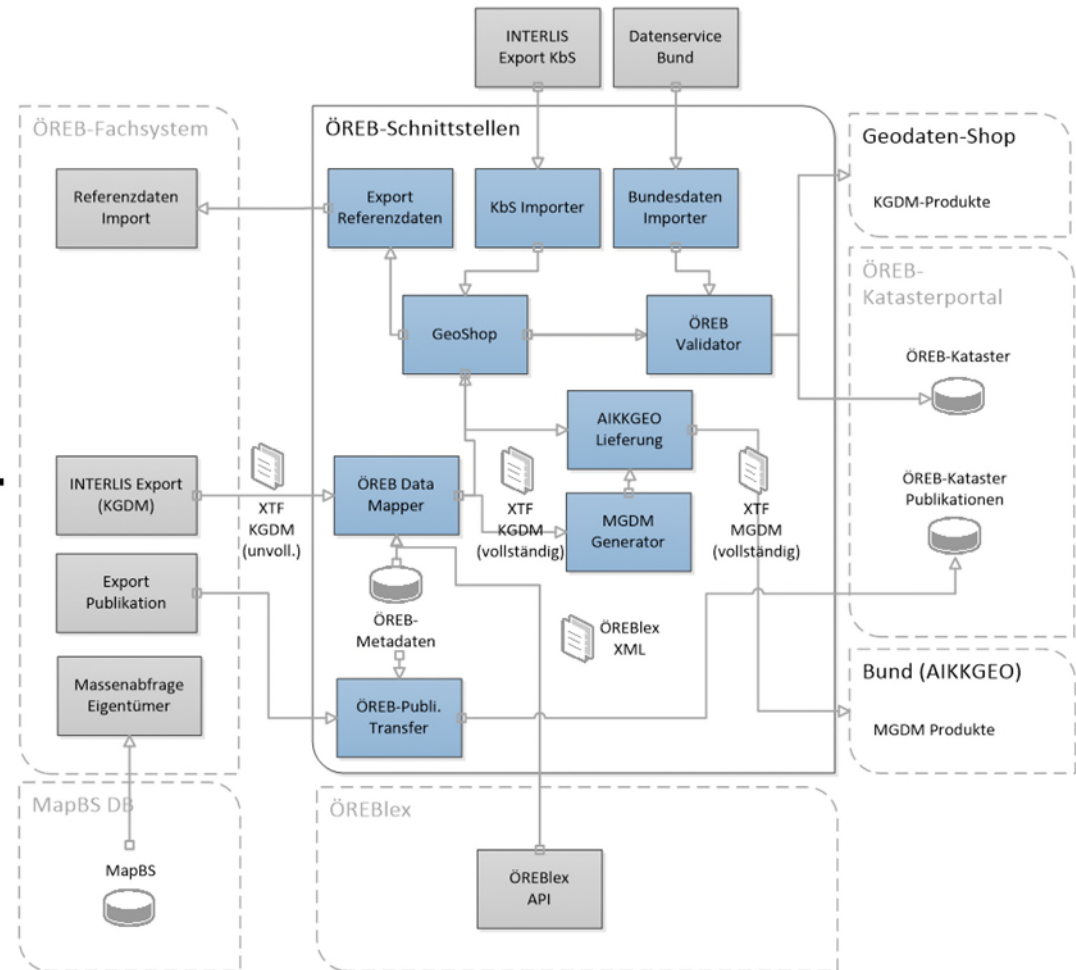 INTERLIS
Export KbS
Datenservice
Bund
ÖREB-Fachsystem
ÖREB-Schnittstellen
Geodaten-Shop
KGDM-Produkte
Referenzdaten
Import
Export
Referenzdaten
KbS Importer
Bundesdaten
Importer
ÖREB-
Katasterportal
GeoShop
ÖREB
Validator
ÖREB-Kataster
AIKKGEO
Lieferung
INTERLIS Export
(KGDM)
XTF
KGDM
(unvoll.)
ÖREB Data
Mapper
XTF
KGDM
(vollständig)
MGDM
Generator
XTF
MGDM
(vollständig)
ÖREB-Kataster
Publikationen
Export
Publikation
ÖREB-
Metadaten
ÖREBlex
XML
Massenabfrage
Eigentümer
ÖREB-Publi.
Transfer
Bund (AIKKGEO)
MGDM Produkte
MapBS DB
MapBS
ÖREBlex
ÖREBlex
API